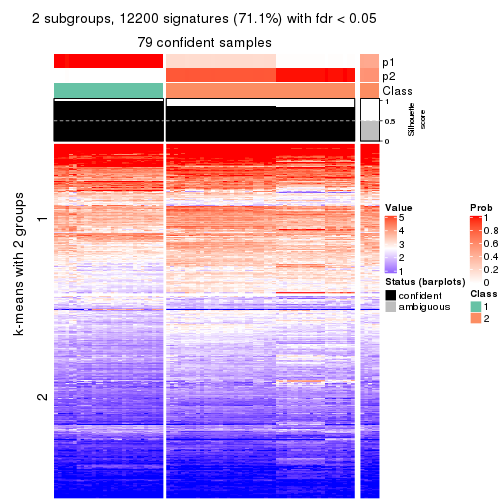 2 subgroups, 12200 signatures (71.1%) with fdr < 0.05
79 confident samples
p1
p2
Class
1
0.5
0
Silhouette
score
k-means with 2 groups
1
2
Value
5
4
3
2
1
Status (barplots)
confident
ambiguous
Prob
1
0.8
0.6
0.4
0.2
0
Class
1
2